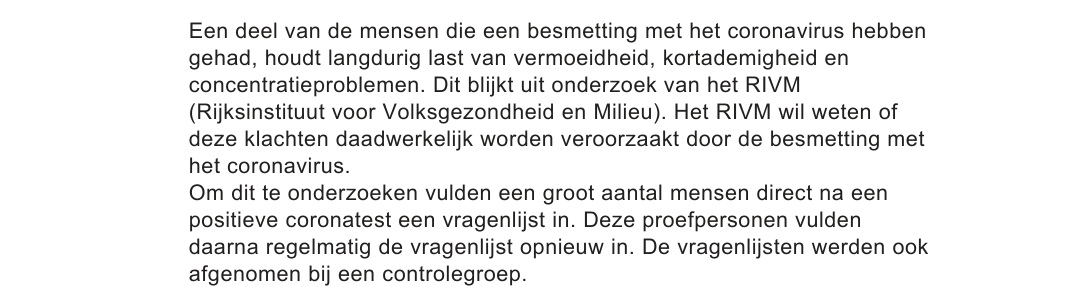 Een deel van de mensen die een besmetting met het coronavirus hebben
gehad, houdt langdurig last van vermoeidheid, kortademigheid en
concentratieproblemen. Dit blijkt uit onderzoek van het RIVM
(Rijksinstituut voor Volksgezondheid en Milieu). Het RIVM wil weten of
deze klachten daadwerkelijk worden veroorzaakt door de besmetting met
het coronavirus.
Om dit te onderzoeken vulden een groot aantal mensen direct na een
positieve coronatest een vragenlijst in. Deze proefpersonen vulden
daarna regelmatig de vragenlijst opnieuw in. De vragenlijsten werden ook
afgenomen bij een controlegroep.